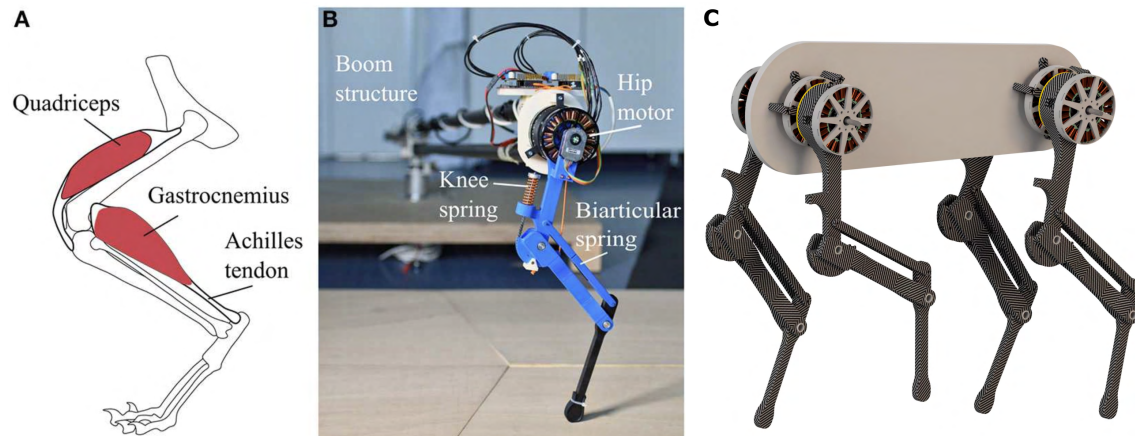 A
Quadriceps
Gastrocnemius
Achilles
tendon
B
Boom
structure
Hip
motor
Knee
spring
Biarticular
spring
C